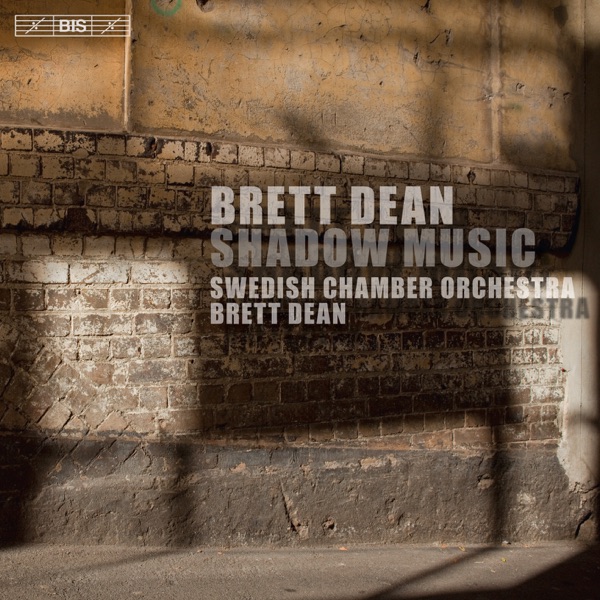 BIS
BRETT DEAN
SHADOW MUSIC
SWEDISH CHAMBER ORCHESTRA
BRETT DEAN